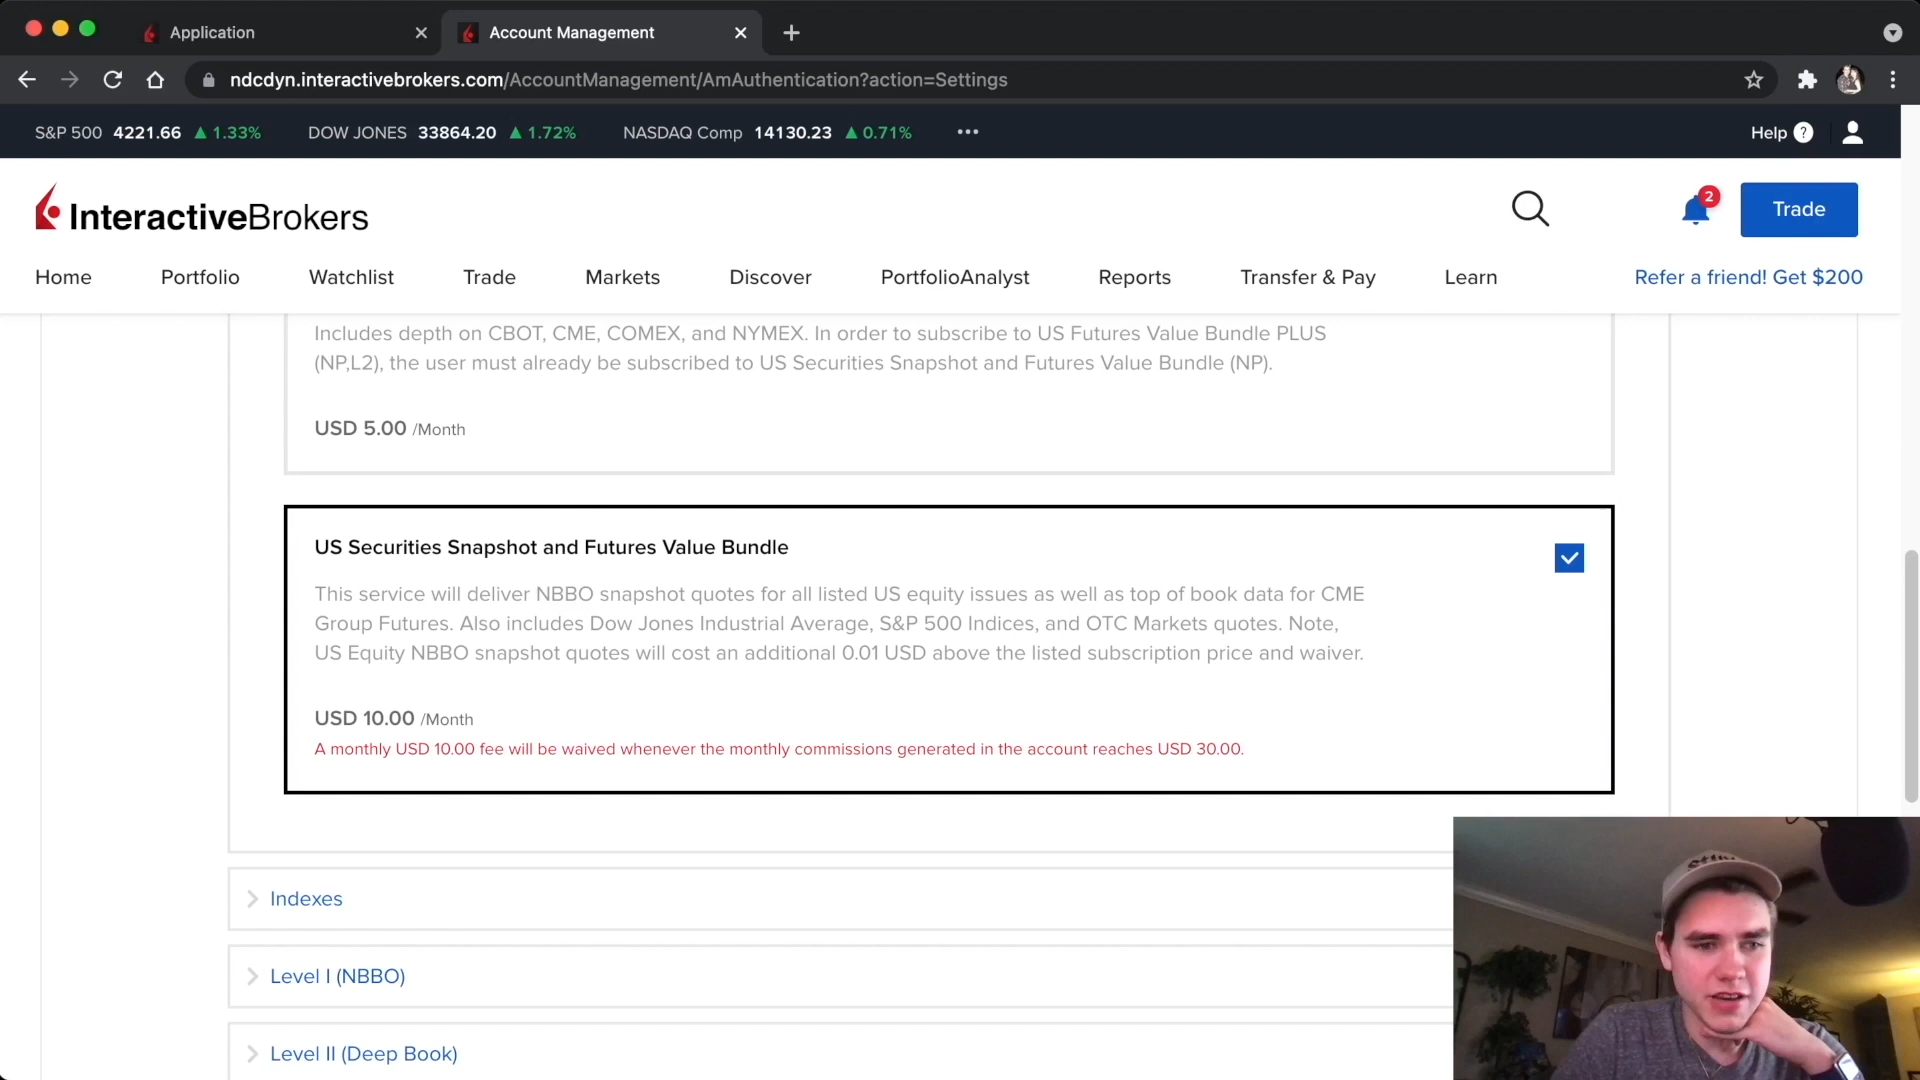 Application
Account Management
ndcdyn.interactivebrokers.com/AccountManagement/AmAuthentication?action=Settings
S&P 500 4221.66 ▲ 1.33% DOW JONES 33864.20 ▲ 1.72% NASDAQ Comp 14130.23 ▲ 0.71% ••• Help ?
InteractiveBrokers
2
Trade
Home Portfolio Watchlist Trade Markets Discover PortfolioAnalyst Reports Transfer & Pay Learn Refer a friend! Get $200
Includes depth on CBOT, CME, COMEX, and NYMEX. In order to subscribe to US Futures Value Bundle PLUS
(NP,L2), the user must already be subscribed to US Securities Snapshot and Futures Value Bundle (NP).
USD 5.00 /Month
US Securities Snapshot and Futures Value Bundle
This service will deliver NBBO snapshot quotes for all listed US equity issues as well as top of book data for CME
Group Futures. Also includes Dow Jones Industrial Average, S&P 500 Indices, and OTC Markets quotes. Note,
US Equity NBBO snapshot quotes will cost an additional 0.01 USD above the listed subscription price and waiver.
USD 10.00 /Month
A monthly USD 10.00 fee will be waived whenever the monthly commissions generated in the account reaches USD 30.00.
Indexes
Level I (NBBO)
Level II (Deep Book)